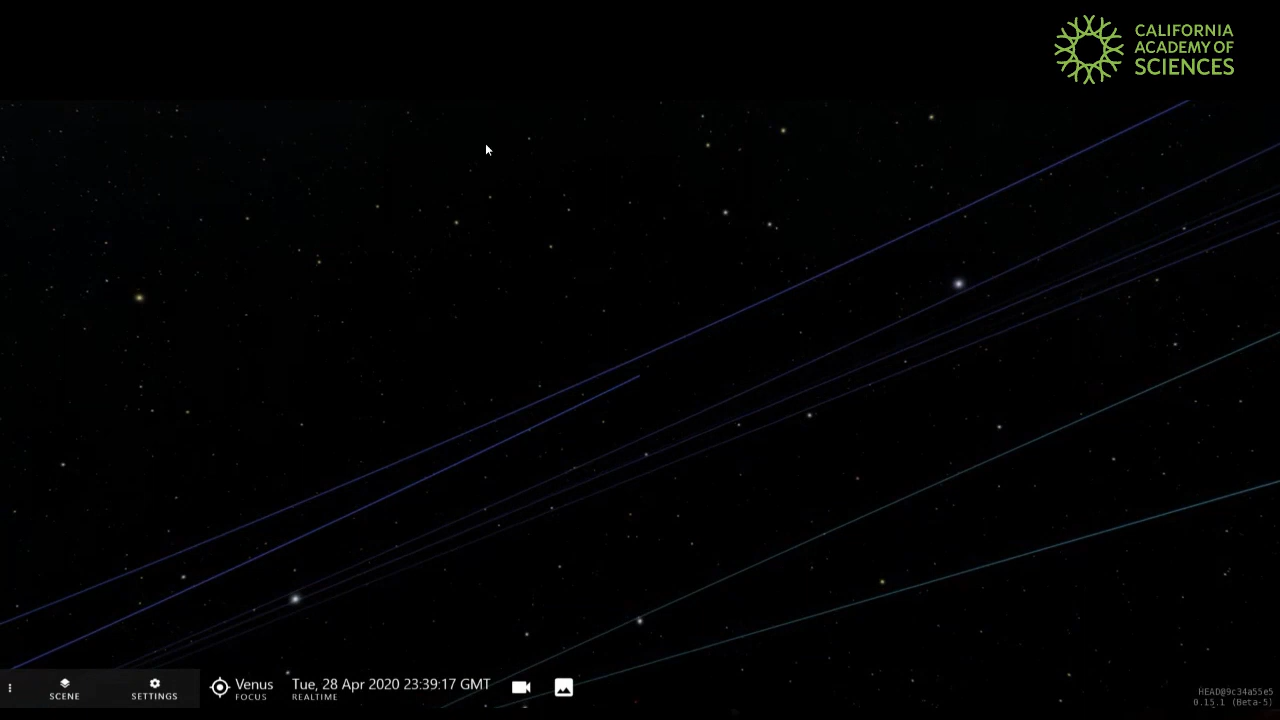 CALIFORNIA
ACADEMY OF
SCIENCES
SCENE
SETTINGS
Venus
FOCUS
Tue, 28 Apr 2020 23:39:17 GMT
REALTIME
HEAD@9c34a55e5
0.15.1 (Beta-5)